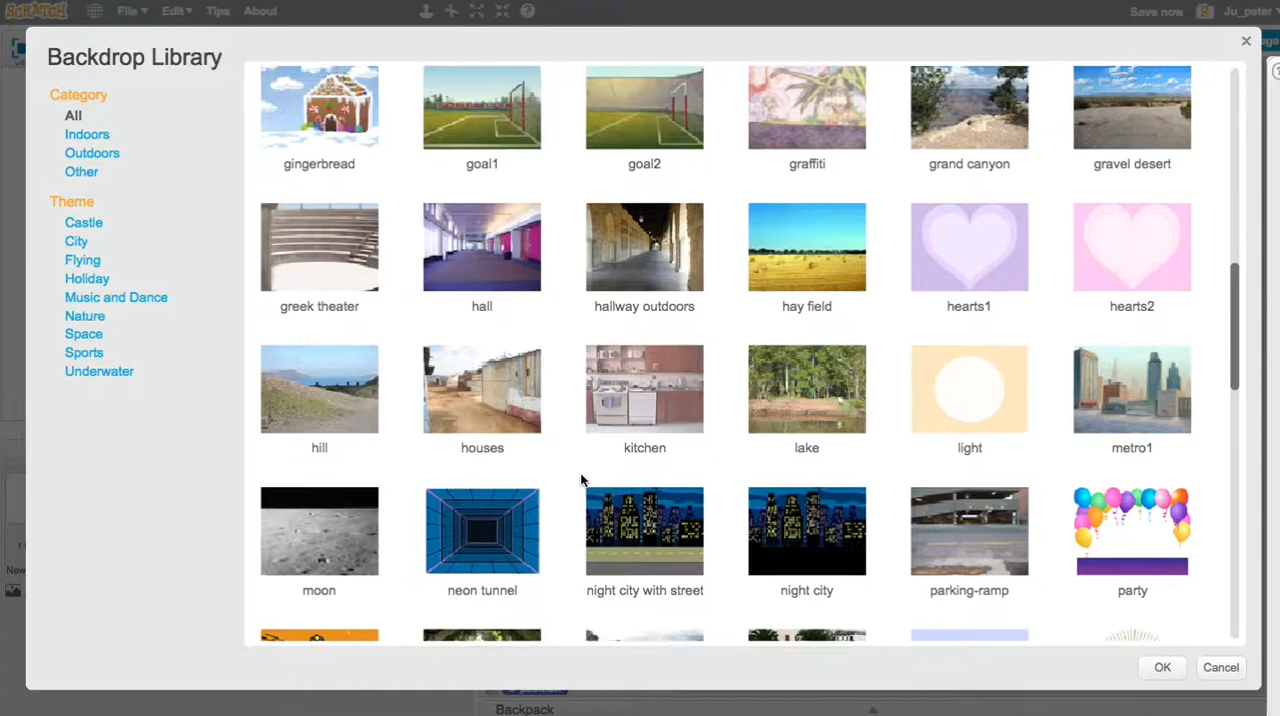 SCRATCH File Edit Tips About Save now Ju_peter
Backdrop Library
Category
All
Indoors
Outdoors
Other
Theme
Castle
City
Flying
Holiday
Music and Dance
Nature
Space
Sports
Underwater
gingerbread goal1 goal2 graffiti grand canyon gravel desert
greek theater hall hallway outdoors hay field hearts1 hearts2
hill houses kitchen lake light metro1
moon neon tunnel night city with street night city parking-ramp party
OK Cancel
New
Backpack